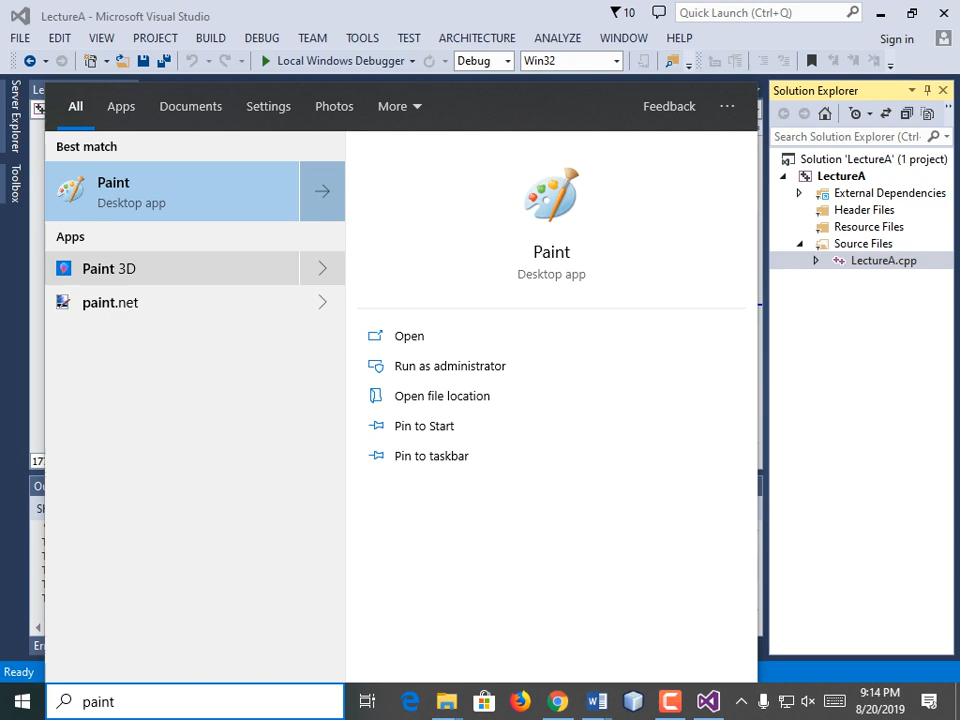 LectureA - Microsoft Visual Studio
10
Quick Launch (Ctrl+Q)
FILE EDIT VIEW PROJECT BUILD DEBUG TEAM TOOLS TEST ARCHITECTURE ANALYZE WINDOW HELP
Sign in
Local Windows Debugger Debug Win32
Server Explorer
Toolbox
All Apps Documents Settings Photos More Feedback
Best match
Paint
Desktop app
Apps
Paint 3D
paint.net
Paint
Desktop app
Open
Run as administrator
Open file location
Pin to Start
Pin to taskbar
Solution Explorer
Search Solution Explorer (Ctrl
Solution 'LectureA' (1 project)
LectureA
External Dependencies
Header Files
Resource Files
Source Files
LectureA.cpp
Ready
paint
9:14 PM
8/20/2019